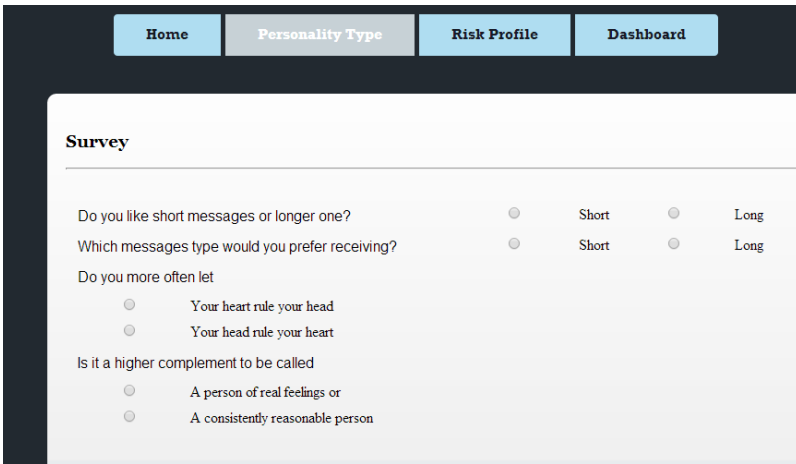 Home Personality Type Risk Profile Dashboard
Survey
Do you like short messages or longer one? Short Long
Which messages type would you prefer receiving? Short Long
Do you more often let
Your heart rule your head
Your head rule your heart
Is it a higher complement to be called
A person of real feelings or
A consistently reasonable person